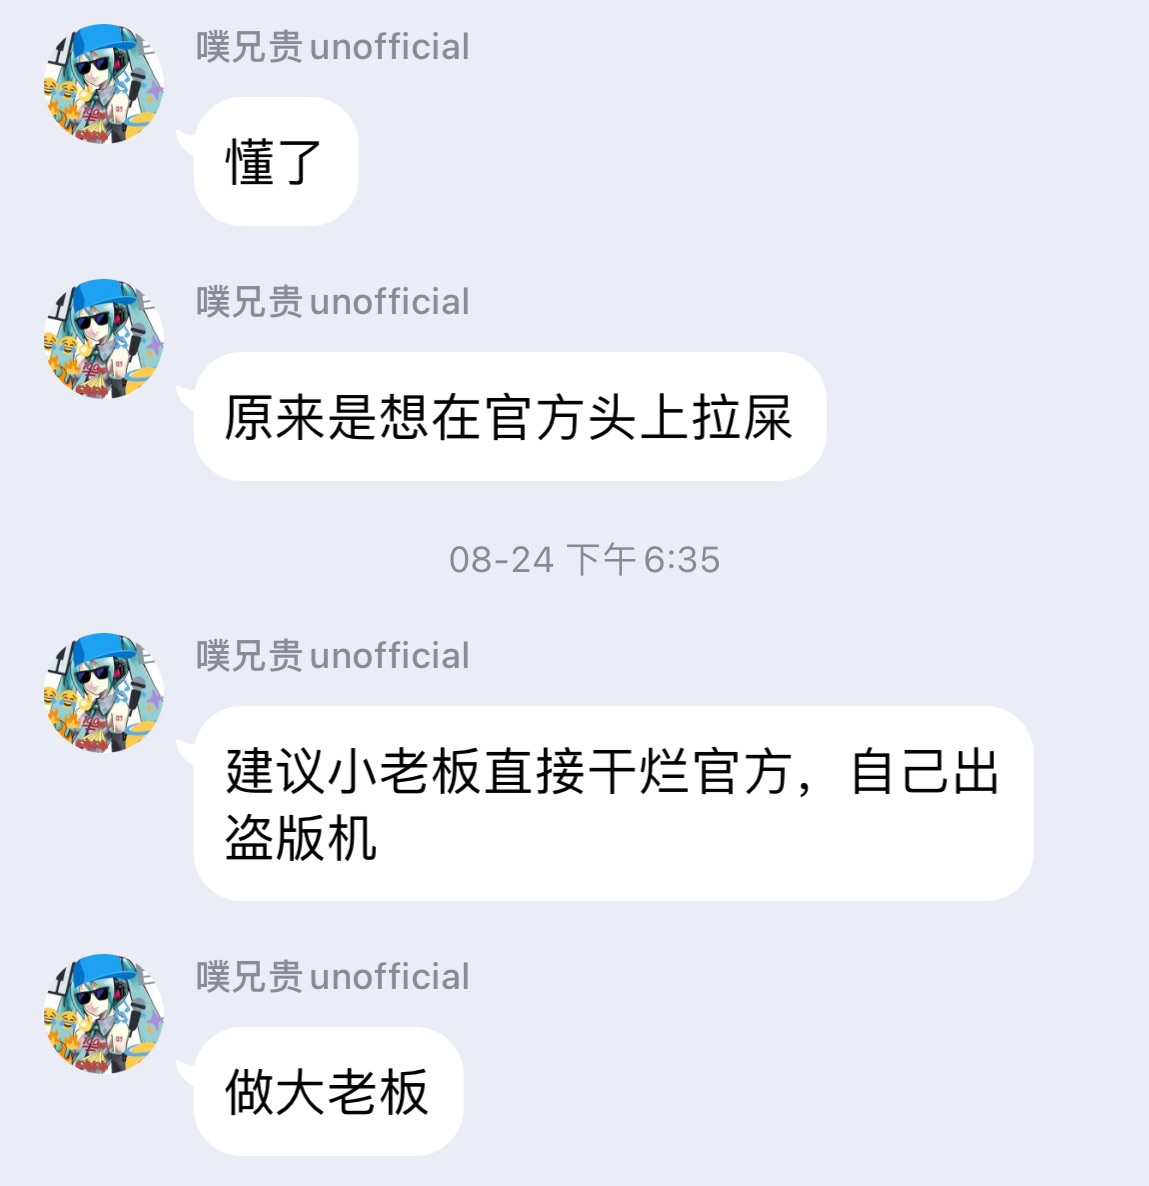 噗兄贵unofficial
懂了
噗兄贵unofficial
原来是想在官方头上拉屎
08-24 下午6:35
噗兄贵unofficial
建议小老板直接干烂官方，自己出
盗版机
噗兄贵unofficial
做大老板